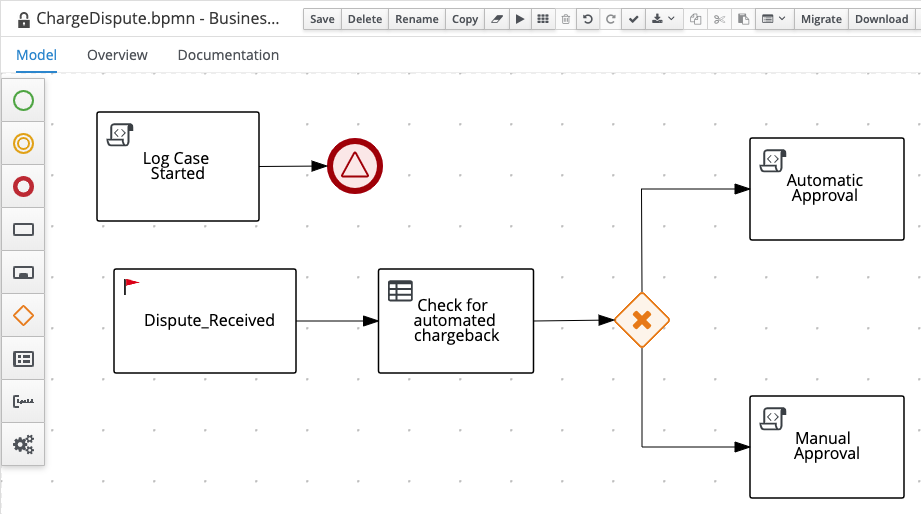 ChargeDispute.bpmn - Busines...
Save Delete Rename Copy Migrate Download
Model Overview Documentation
Log Case
Started
Automatic
Approval
Dispute_Received
Check for
automated
chargeback
Manual
Approval